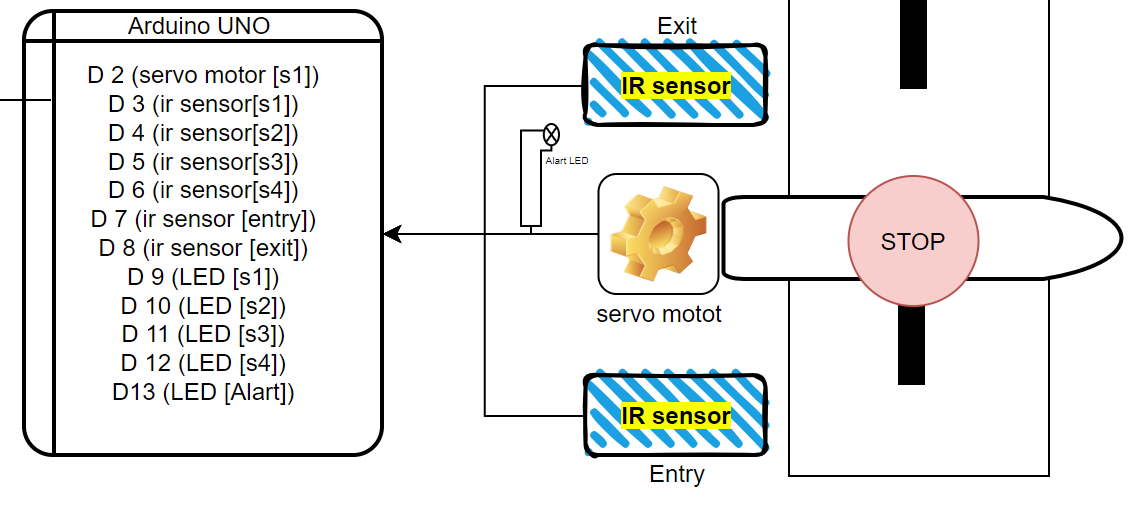 Arduino UNO
D 2 (servo motor [s1])
D 3 (ir sensor[s1])
D 4 (ir sensor[s2])
D 5 (ir sensor[s3])
D 6 (ir sensor[s4])
D 7 (ir sensor [entry])
D 8 (ir sensor [exit])
D 9 (LED [s1])
D 10 (LED [s2])
D 11 (LED [s3])
D 12 (LED [s4])
D13 (LED [Alart])
Exit
IR sensor
Alart LED
servo motot
STOP
IR sensor
Entry